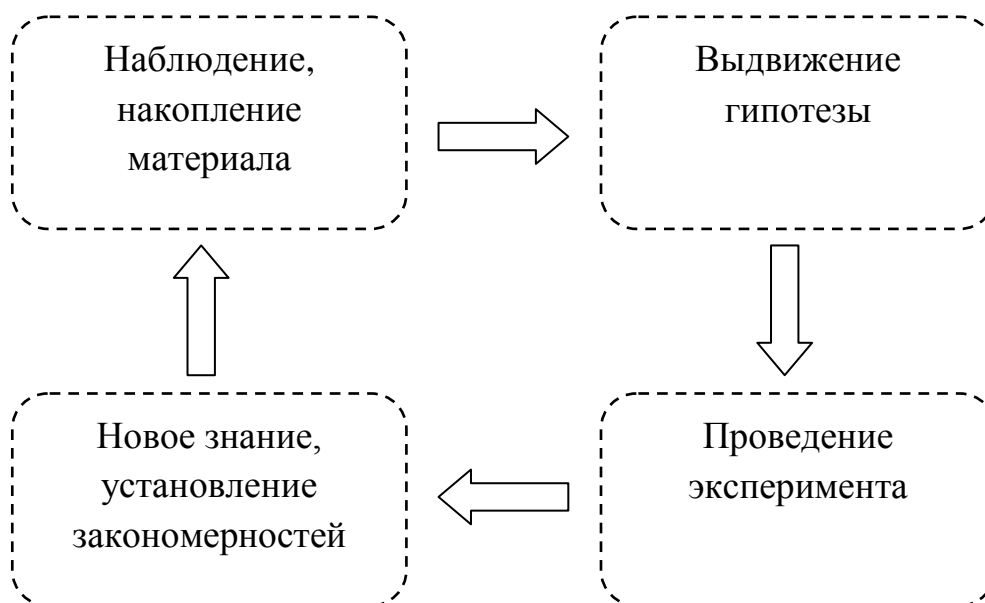 Наблюдение,
накопление
материала
Выдвижение
гипотезы
Новое знание,
установление
закономерностей
Проведение
эксперимента